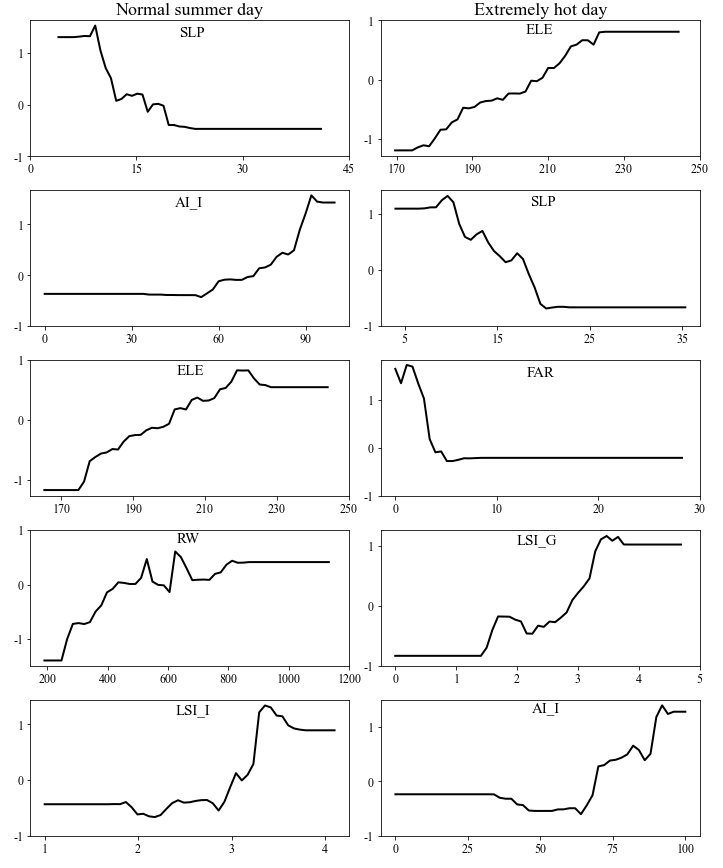 Normal summer day Extremely hot day
SLP
1
0
-1
0 15 30 45
ELE
1
0
-1
170 190 210 230 250
AI_I
1
0
-1
0 30 60 90
SLP
1
0
-1
5 15 25 35
ELE
1
0
-1
170 190 210 230 250
FAR
1
0
-1
0 10 20 30
RW
1
0
-1
200 400 600 800 1000 1200
LSI_G
1
0
-1
0 1 2 3 4 5
LSI_I
1
0
-1
1 2 3 4
AI_I
1
0
-1
0 25 50 75 100